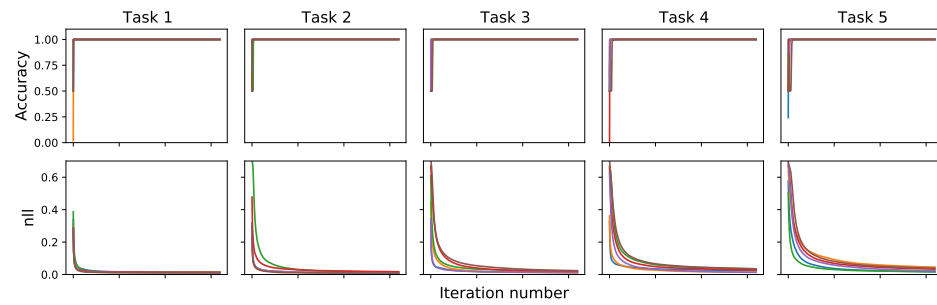 Task 1 Task 2 Task 3 Task 4 Task 5
Accuracy
1.00
0.75
0.50
0.25
0.00
nll
0.6
0.4
0.2
0.0
Iteration number